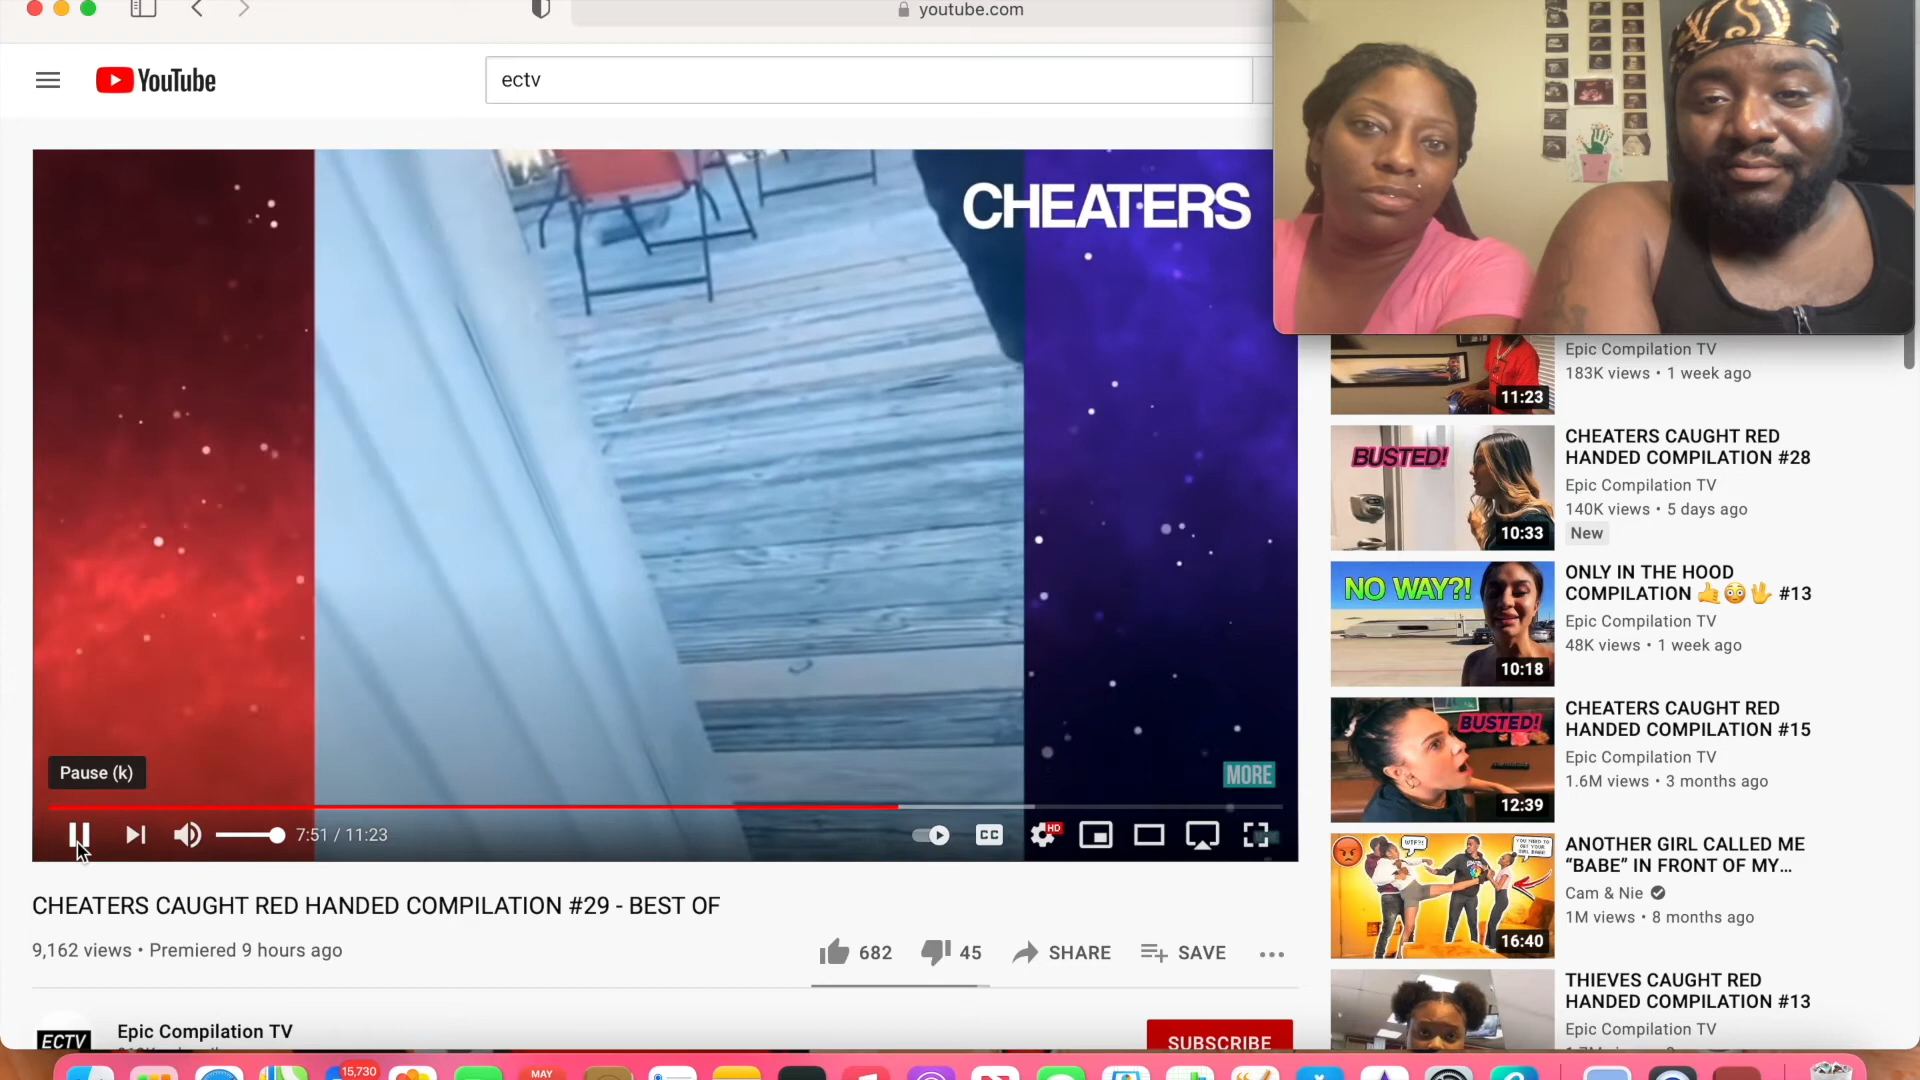 youtube.com
YouTube
ectv
CHEATERS
MORE
Pause (k)
7:51 / 11:23
CC
HD
CHEATERS CAUGHT RED HANDED COMPILATION #29 - BEST OF
9,162 views • Premiered 9 hours ago
682
45
SHARE
SAVE
ECTV
Epic Compilation TV
SUBSCRIBE
Epic Compilation TV
183K views • 1 week ago
11:23
BUSTED!
10:33
CHEATERS CAUGHT RED
HANDED COMPILATION #28
Epic Compilation TV
140K views • 5 days ago
New
NO WAY?!
10:18
ONLY IN THE HOOD
COMPILATION 🤙😳🖖 #13
Epic Compilation TV
48K views • 1 week ago
BUSTED!
12:39
CHEATERS CAUGHT RED
HANDED COMPILATION #15
Epic Compilation TV
1.6M views • 3 months ago
WTF?!
16:40
ANOTHER GIRL CALLED ME
“BABE” IN FRONT OF MY...
Cam & Nie
1M views • 8 months ago
THIEVES CAUGHT RED
HANDED COMPILATION #13
Epic Compilation TV
15,730
MAY